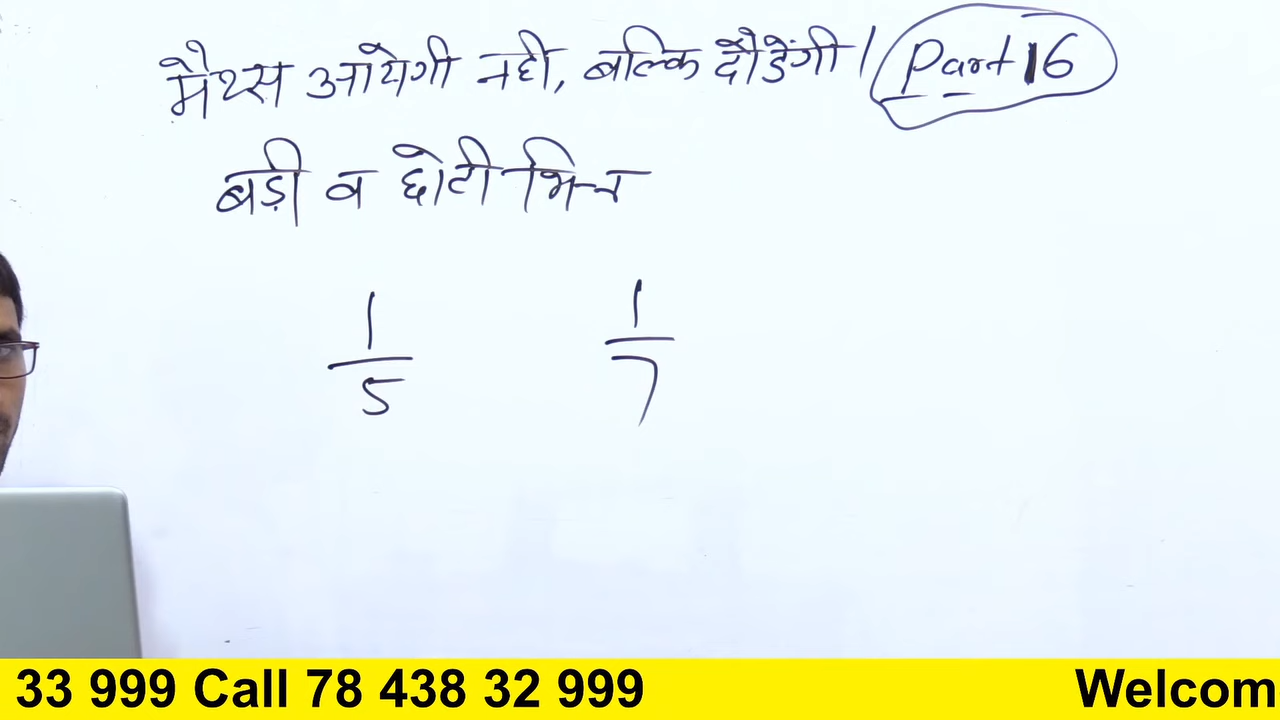 मैथ्स आयेगी नही, बल्कि दौडेंगी। Part 16
बड़ी व छोटी भिन्न
1/5 1/7
33 999 Call 78 438 32 999 Welcom